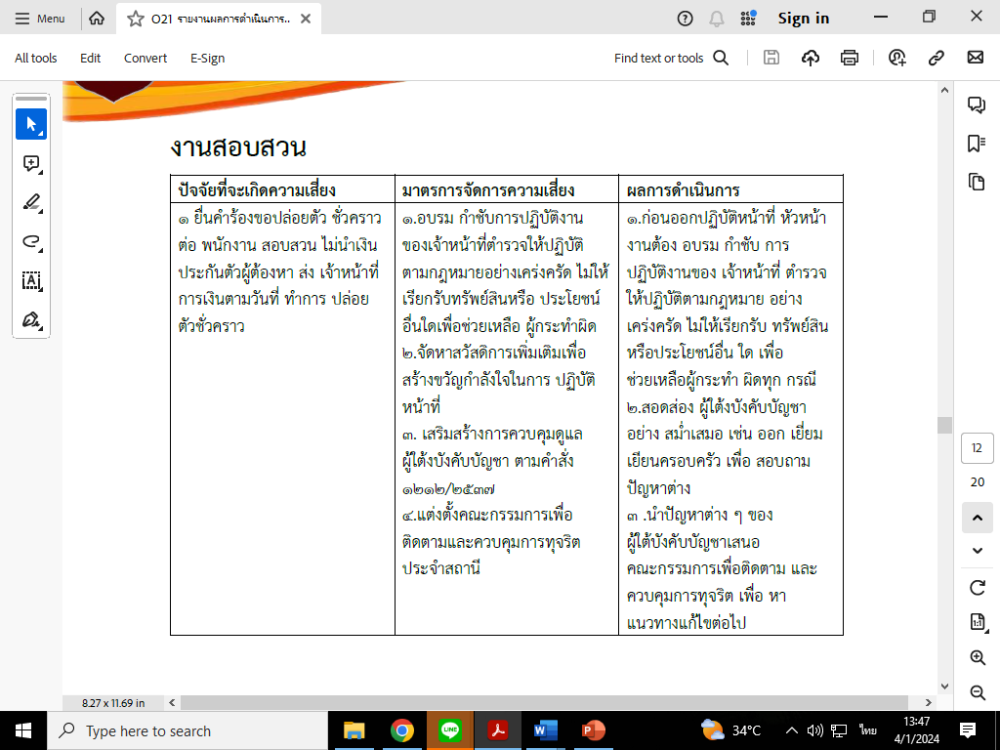 Menu
O21 รายงานผลการดำเนินการ..
Sign in
All tools
Edit
Convert
E-Sign
Find text or tools
งานสอบสวน
ปัจจัยที่จะเกิดความเสี่ยง
๑ ยื่นคำร้องขอปล่อยตัว ชั่วคราว
ต่อ พนักงาน สอบสวน ไม่นำเงิน
ประกันตัวผู้ต้องหา ส่ง เจ้าหน้าที่
การเงินตามวันที่ ทำการ ปล่อย
ตัวชั่วคราว
มาตรการจัดการความเสี่ยง
๑.อบรม กำชับการปฏิบัติงาน
ของเจ้าหน้าที่ตำรวจให้ปฏิบัติ
ตามกฎหมายอย่างเคร่งครัด ไม่ให้
เรียกรับทรัพย์สินหรือ ประโยชน์
อื่นใดเพื่อช่วยเหลือ ผู้กระทำผิด
๒.จัดหาสวัสดิการเพิ่มเติมเพื่อ
สร้างขวัญกำลังใจในการ ปฏิบัติ
หน้าที่
๓. เสริมสร้างการควบคุมดูแล
ผู้ใต้งบังคับบัญชา ตามคำสั่ง
๑๒๑๒/๒๕๓๗
๔.แต่งตั้งคณะกรรมการเพื่อ
ติดตามและควบคุมการทุจริต
ประจำสถานี
ผลการดำเนินการ
๑.ก่อนออกปฏิบัติหน้าที่ หัวหน้า
งานต้อง อบรม กำชับ การ
ปฏิบัติงานของ เจ้าหน้าที่ ตำรวจ
ให้ปฏิบัติตามกฎหมาย อย่าง
เคร่งครัด ไม่ให้เรียกรับ ทรัพย์สิน
หรือประโยชน์อื่น ใด เพื่อ
ช่วยเหลือผู้กระทำ ผิดทุก กรณี
๒.สอดส่อง ผู้ใต้งบังคับบัญชา
อย่าง สม่ำเสมอ เช่น ออก เยี่ยม
เยียนครอบครัว เพื่อ สอบถาม
ปัญหาต่าง
๓ .นำปัญหาต่าง ๆ ของ
ผู้ใต้บังคับบัญชาเสนอ
คณะกรรมการเพื่อติดตาม และ
ควบคุมการทุจริต เพื่อ หา
แนวทางแก้ไขต่อไป
12
20
1:1
8.27 x 11.69 in
Type here to search
LINE
34°C
ไทย
13:47
4/1/2024